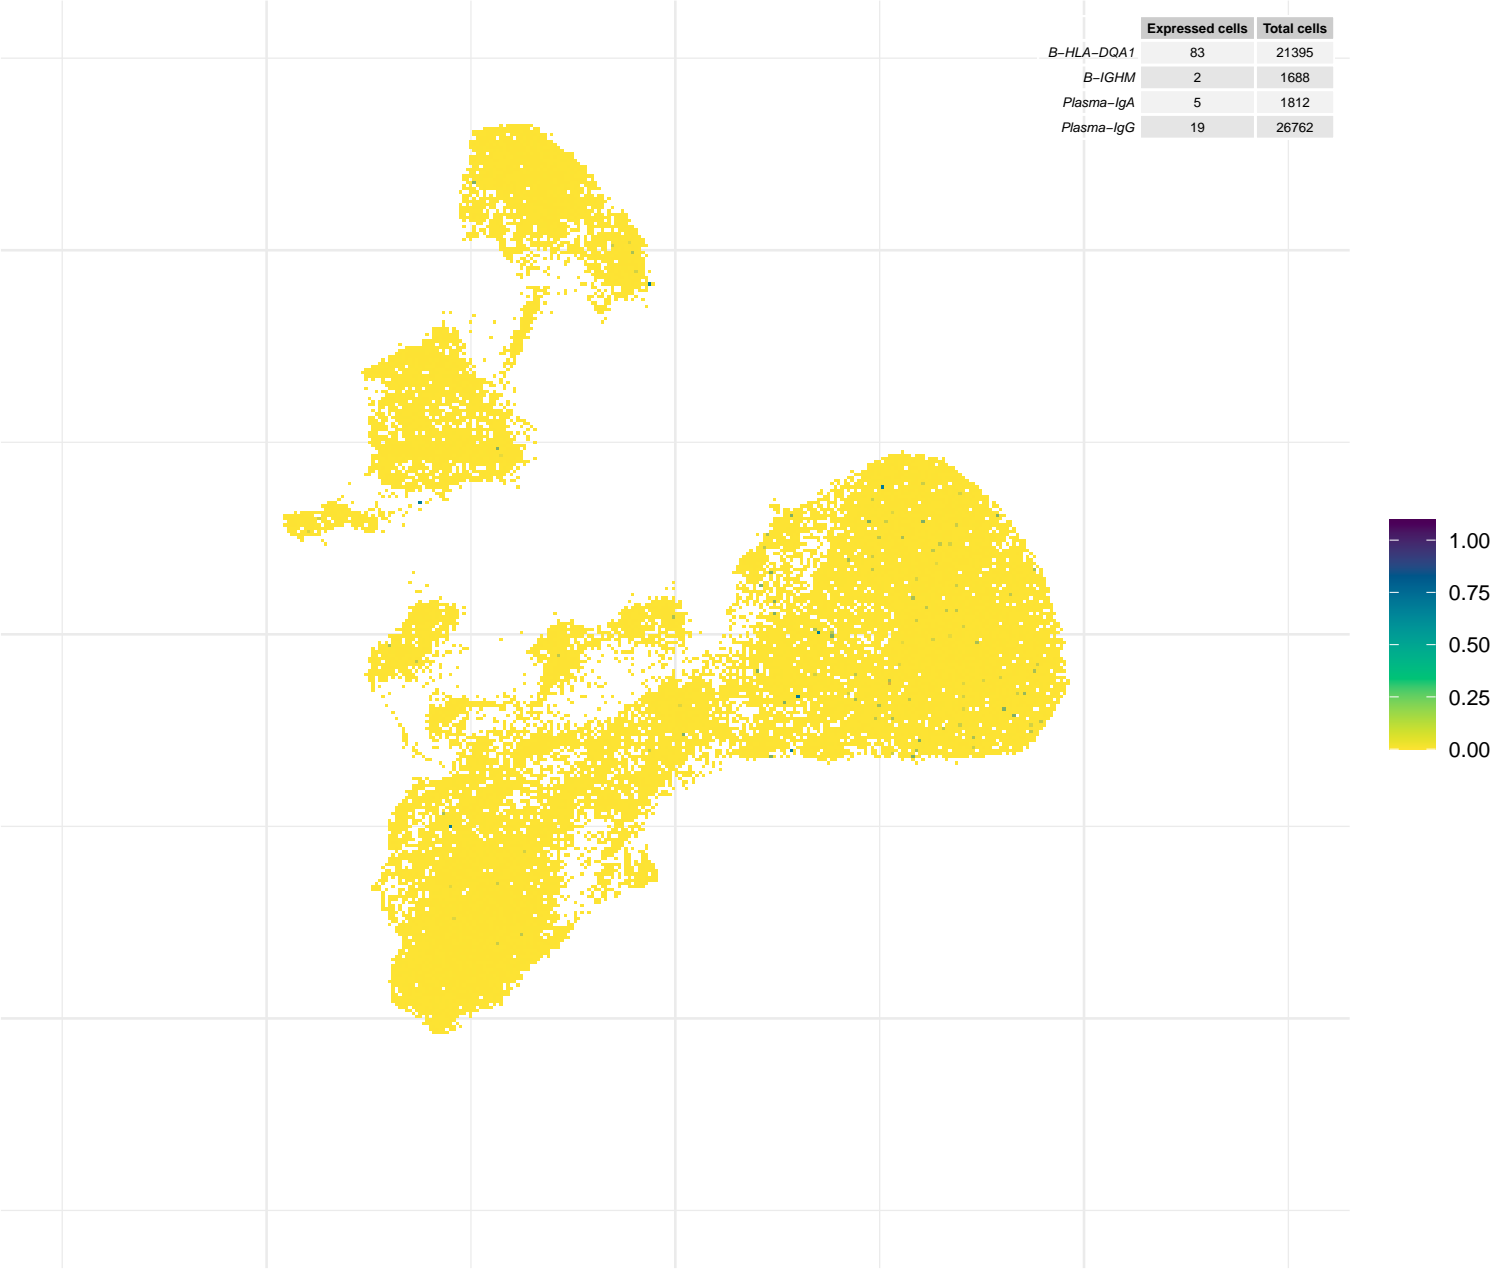 Expressed cells Total cells
B−HLA−DQA1 83 21395
B−IGHM 2 1688
Plasma−IgA 5 1812
Plasma−IgG 19 26762
1.00
0.75
0.50
0.25
0.00